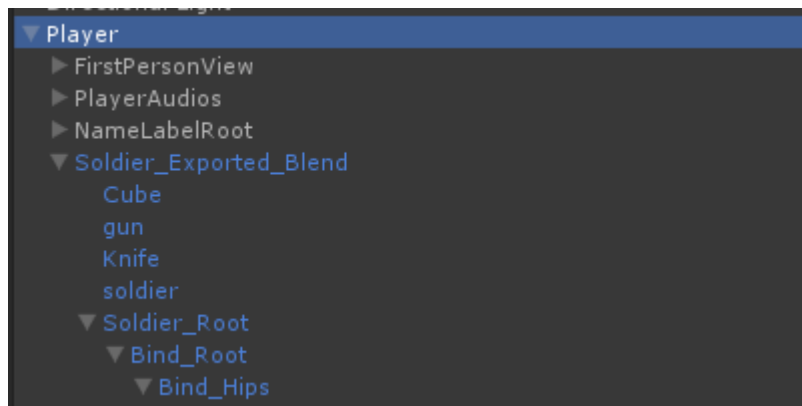 Player
FirstPersonView
PlayerAudios
NameLabelRoot
Soldier_Exported_Blend
Cube
gun
Knife
soldier
Soldier_Root
Bind_Root
Bind_Hips